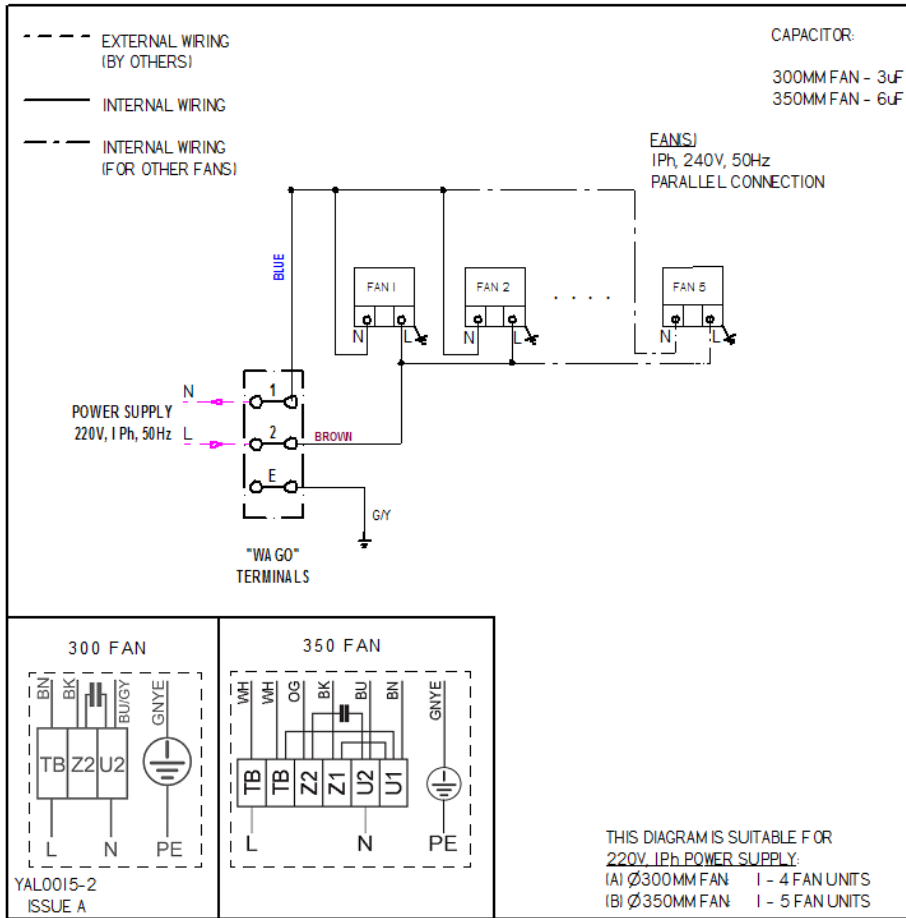 EXTERNAL WIRING
(BY OTHERS)
INTERNAL WIRING
INTERNAL WIRING
(FOR OTHER FANS)
CAPACITOR:
300MM FAN - 3uF
350MM FAN - 6uF
FAN(S)
1Ph, 240V, 50Hz
PARALLEL CONNECTION
BLUE
FAN 1
FAN 2
. . . .
FAN 5
N
L
N
L
N
L
N
1
POWER SUPPLY
220V, 1 Ph, 50Hz
L
2
BROWN
E
G/Y
"WA GO"
TERMINALS
300 FAN
BN
BK
BU/GY
GNYE
TB
Z2
U2
L
N
PE
YAL0015-2
ISSUE A
350 FAN
WH
WH
OG
BK
BU
BN
GNYE
TB
TB
Z2
Z1
U2
U1
L
N
PE
THIS DIAGRAM IS SUITABLE FOR
220V, 1Ph POWER SUPPLY:
(A) Ø300MM FAN: 1 - 4 FAN UNITS
(B) Ø350MM FAN: 1 - 5 FAN UNITS